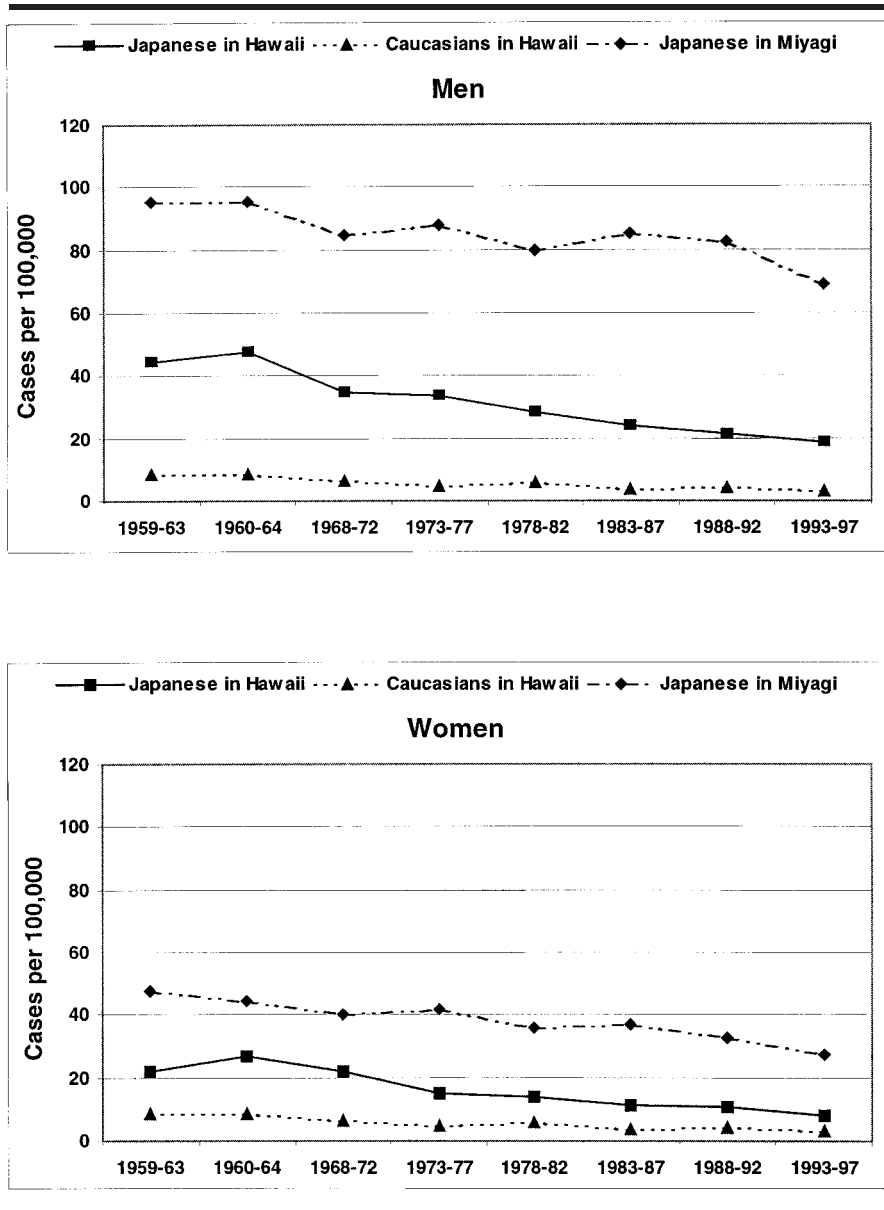 Japanese in Hawaii Caucasians in Hawaii Japanese in Miyagi
Men
Cases per 100,000
120
100
80
60
40
20
0
1959-63 1960-64 1968-72 1973-77 1978-82 1983-87 1988-92 1993-97
Japanese in Hawaii Caucasians in Hawaii Japanese in Miyagi
Women
Cases per 100,000
120
100
80
60
40
20
0
1959-63 1960-64 1968-72 1973-77 1978-82 1983-87 1988-92 1993-97